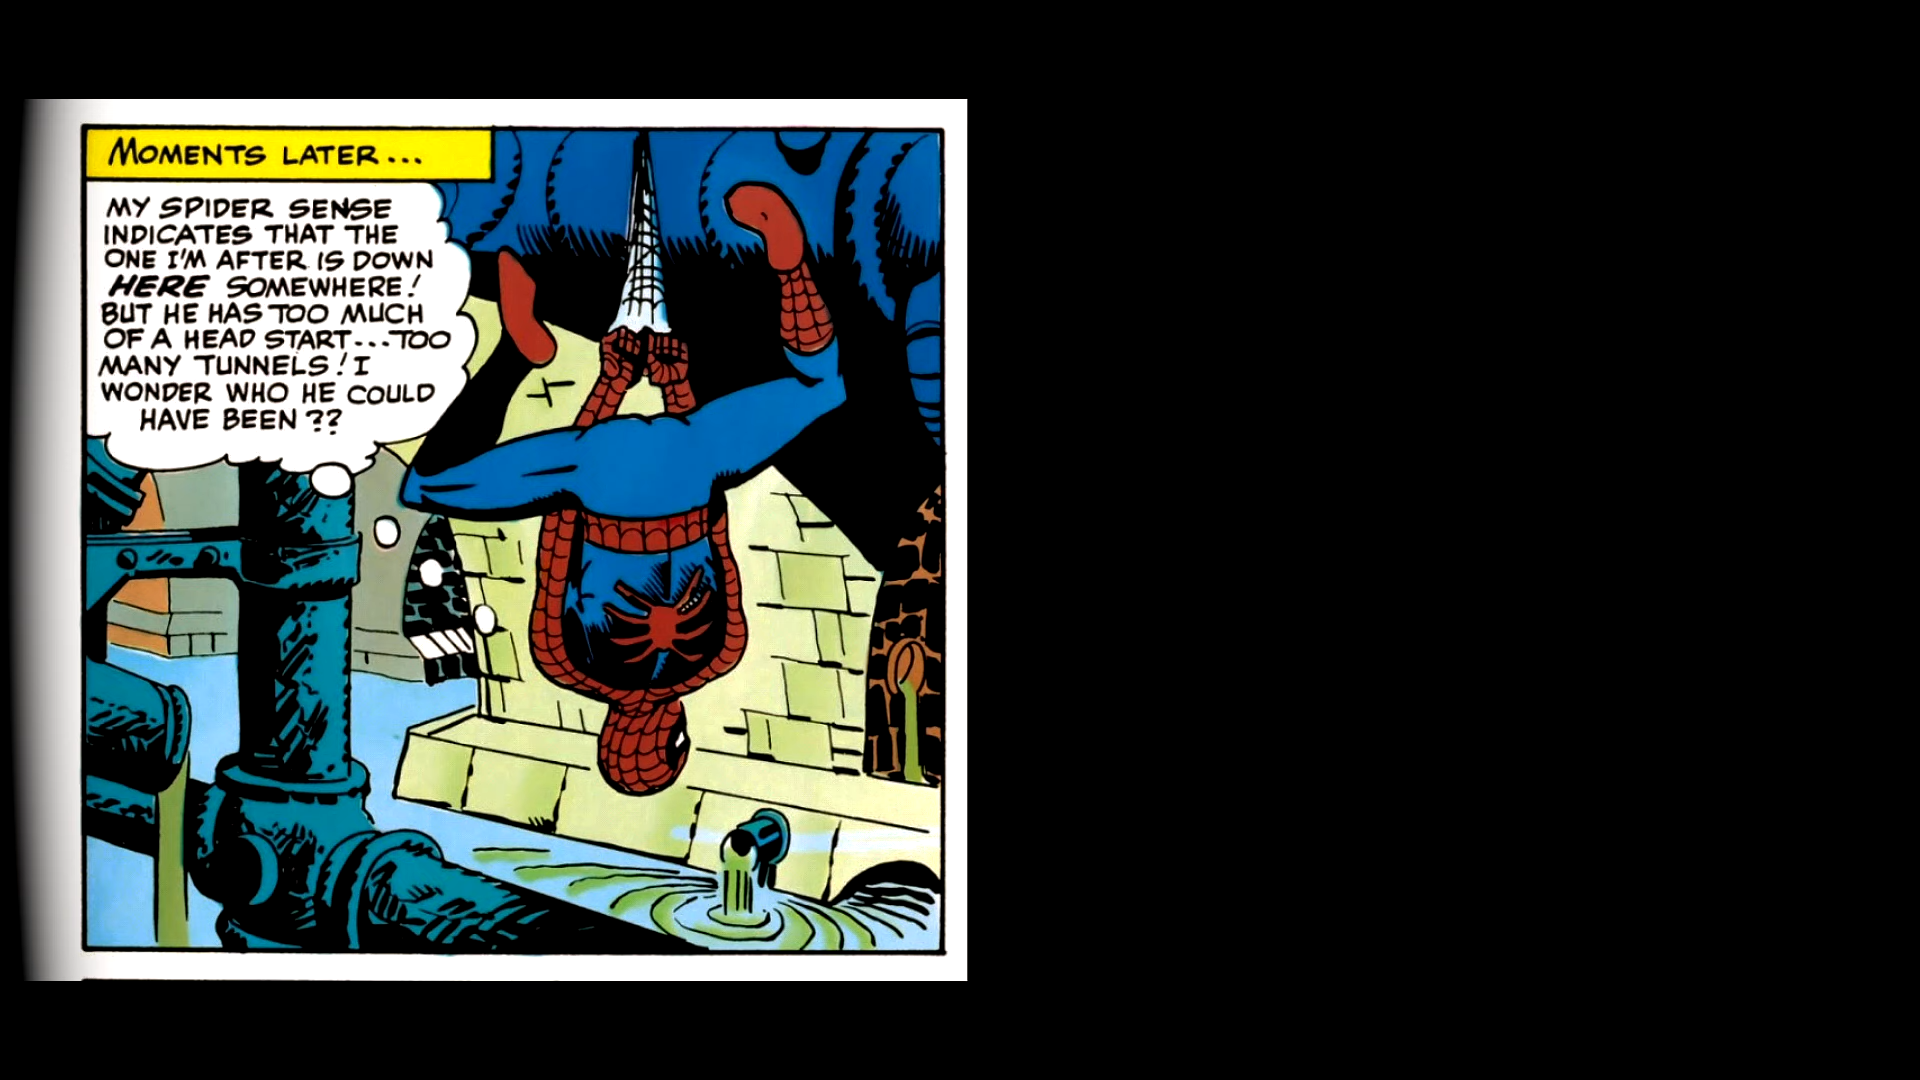 MOMENTS LATER...
MY SPIDER SENSE
INDICATES THAT THE
ONE I'M AFTER IS DOWN
HERE SOMEWHERE!
BUT HE HAS TOO MUCH
OF A HEAD START...TOO
MANY TUNNELS! I
WONDER WHO HE COULD
HAVE BEEN??